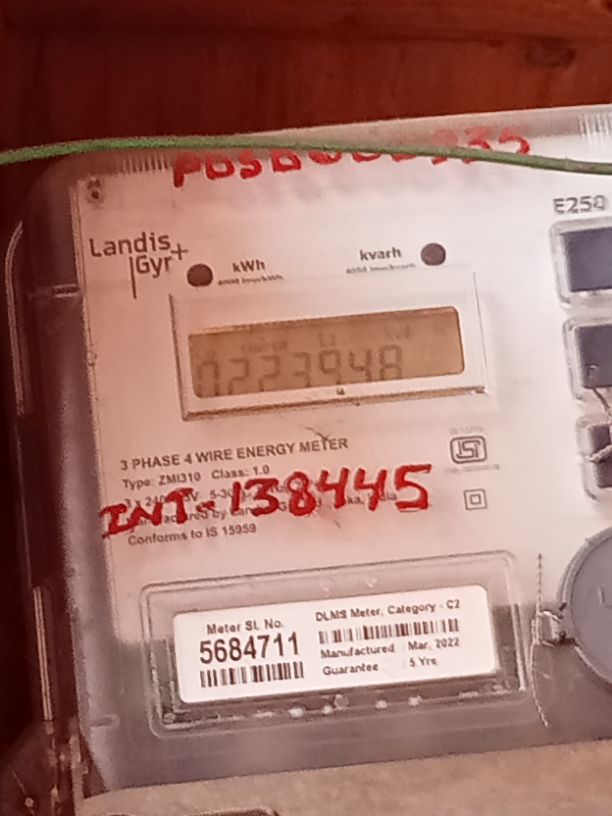 E250
Landis
Gyr+
kWh
kvarh
0223948
3 PHASE 4 WIRE ENERGY METER
Type: ZMI310 Class: 1.0
INT- 138445
Conforms to IS 15959
Meter Sl. No.
5684711
DLMS Meter, Category - C2
Manufactured : Mar, 2022
Guarantee : 5 Yrs